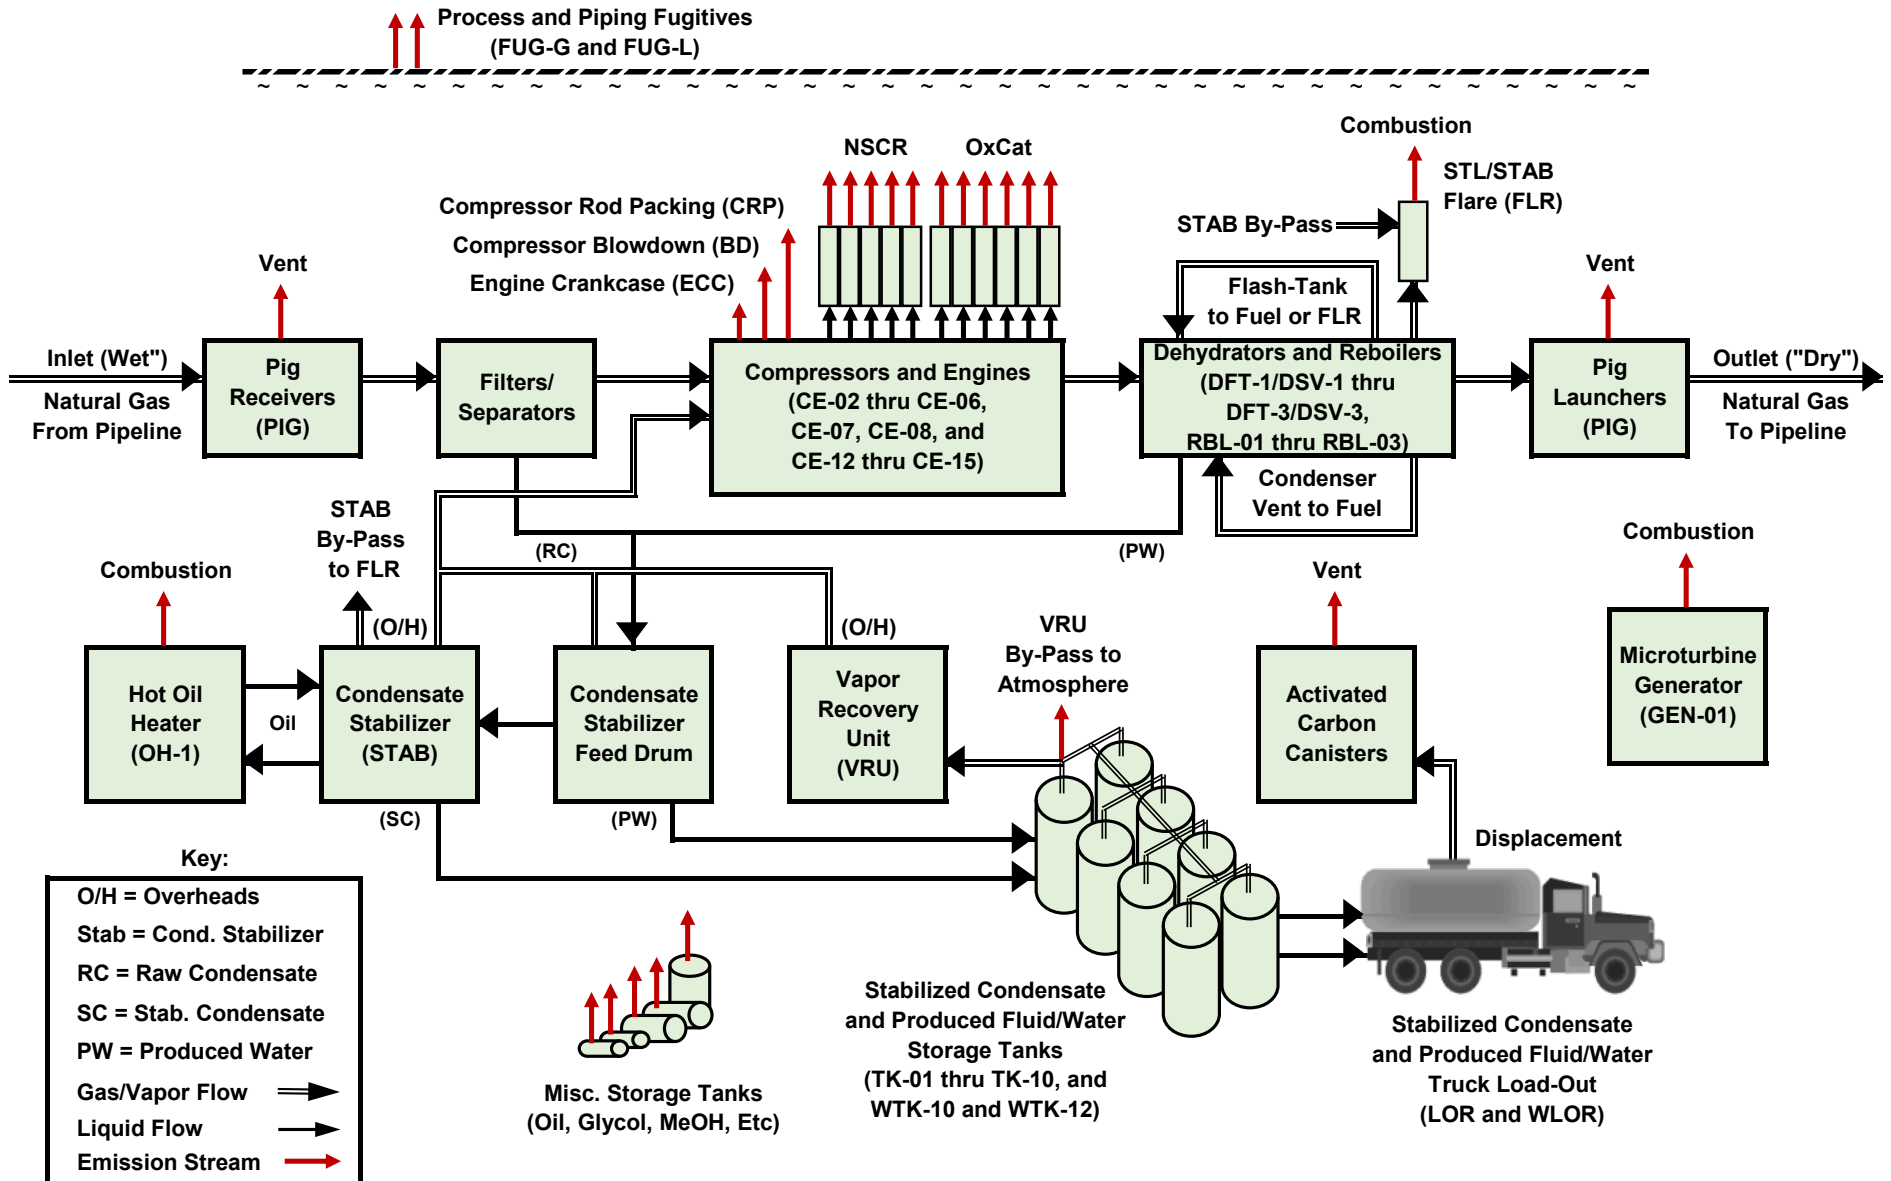 Process and Piping Fugitives
(FUG-G and FUG-L)
~ ~ ~ ~ ~ ~ ~ ~ ~ ~ ~ ~ ~ ~ ~ ~ ~ ~ ~ ~ ~ ~ ~ ~ ~ ~ ~ ~ ~ ~ ~ ~ ~ ~ ~ ~
NSCR
OxCat
Combustion
STL/STAB
Flare (FLR)
STAB By-Pass
Compressor Rod Packing (CRP)
Compressor Blowdown (BD)
Engine Crankcase (ECC)
Vent
Flash-Tank
to Fuel or FLR
Vent
Inlet (Wet")
Natural Gas
From Pipeline
Pig
Receivers
(PIG)
Filters/
Separators
Compressors and Engines
(CE-02 thru CE-06,
CE-07, CE-08, and
CE-12 thru CE-15)
Dehydrators and Reboilers
(DFT-1/DSV-1 thru
DFT-3/DSV-3,
RBL-01 thru RBL-03)
Pig
Launchers
(PIG)
Outlet ("Dry")
Natural Gas
To Pipeline
Condenser
Vent to Fuel
(RC)
(PW)
STAB
By-Pass
to FLR
Combustion
(O/H)
(O/H)
VRU
By-Pass to
Atmosphere
Vent
Combustion
Hot Oil
Heater
(OH-1)
Oil
Condensate
Stabilizer
(STAB)
Condensate
Stabilizer
Feed Drum
Vapor
Recovery
Unit
(VRU)
Activated
Carbon
Canisters
Microturbine
Generator
(GEN-01)
(SC)
(PW)
Displacement
Key:
O/H = Overheads
Stab = Cond. Stabilizer
RC = Raw Condensate
SC = Stab. Condensate
PW = Produced Water
Gas/Vapor Flow
Liquid Flow
Emission Stream
Misc. Storage Tanks
(Oil, Glycol, MeOH, Etc)
Stabilized Condensate
and Produced Fluid/Water
Storage Tanks
(TK-01 thru TK-10, and
WTK-10 and WTK-12)
Stabilized Condensate
and Produced Fluid/Water
Truck Load-Out
(LOR and WLOR)